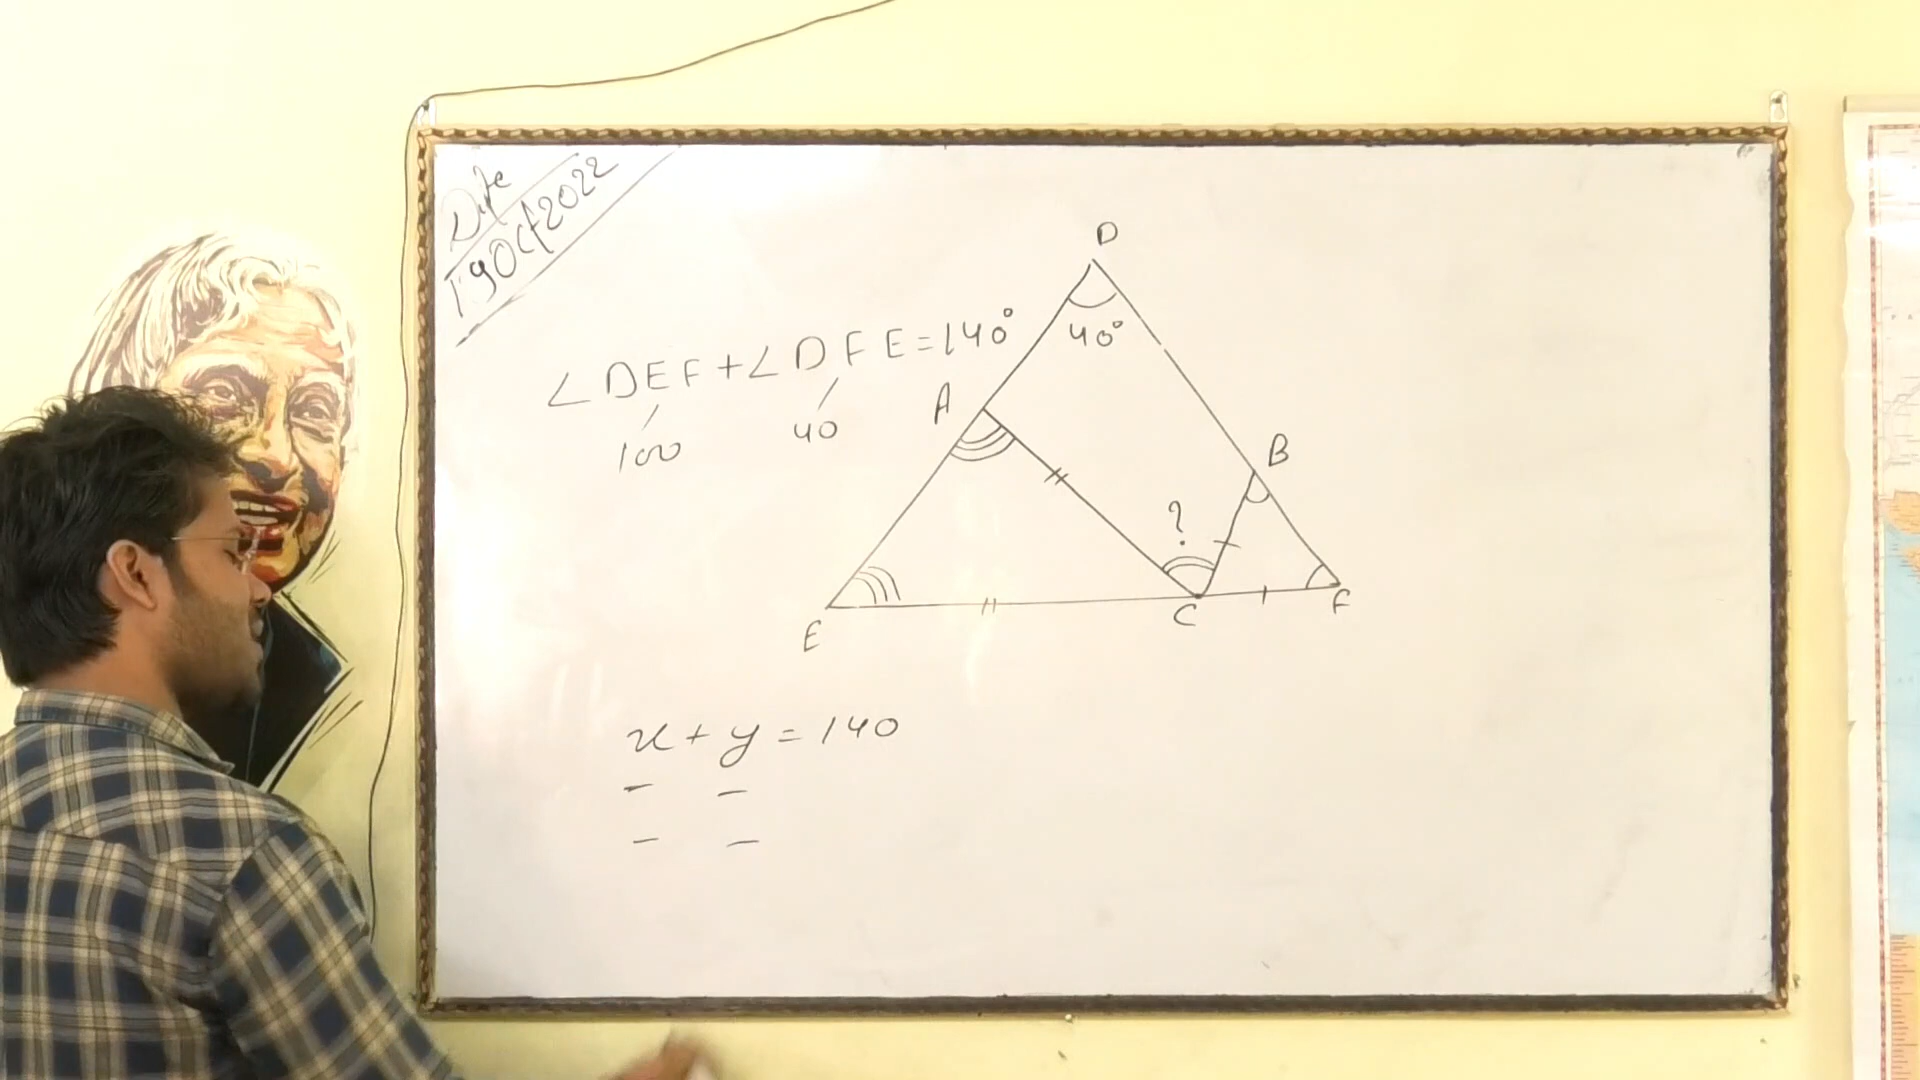 Date
19Oct2022
∠DEF+∠DFE=140°
100 40
D
40°
A
B
?
E
C
F
x+y=140
- -
- -